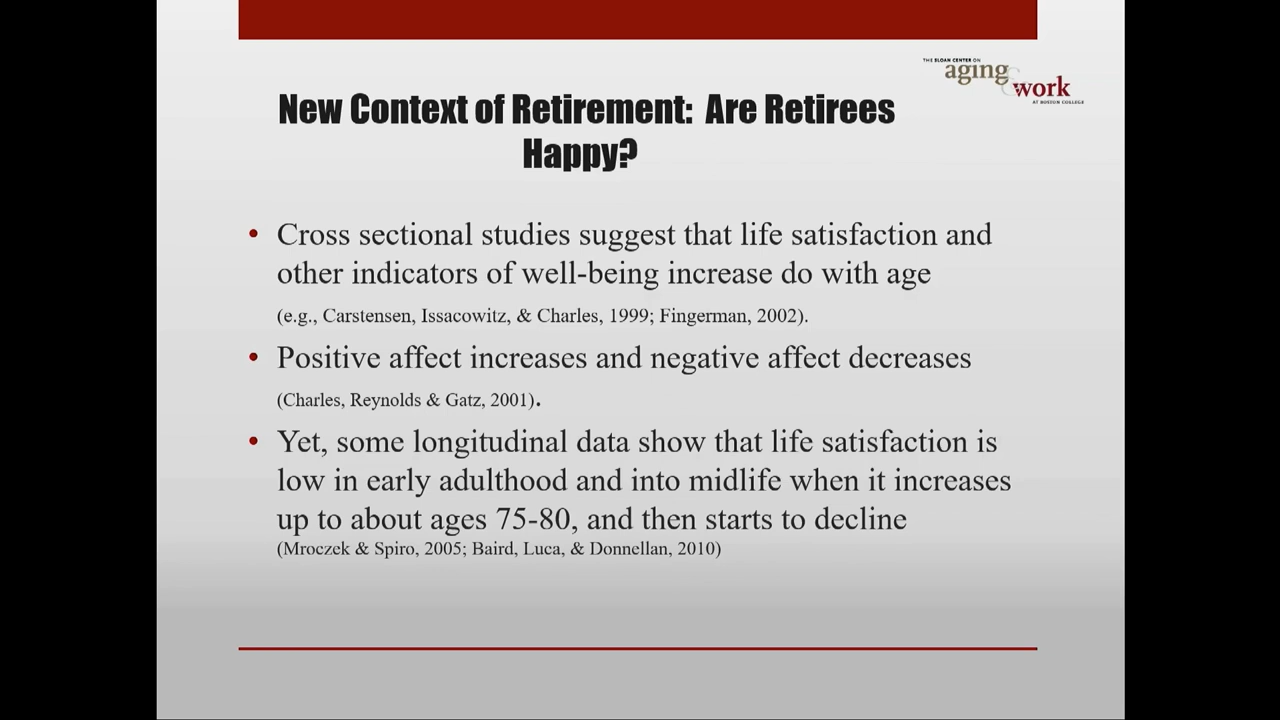 THE SLOAN CENTER ON
aging
&
work
AT BOSTON COLLEGE
New Context of Retirement: Are Retirees
Happy?
• Cross sectional studies suggest that life satisfaction and
other indicators of well-being increase do with age
(e.g., Carstensen, Issacowitz, & Charles, 1999; Fingerman, 2002).
• Positive affect increases and negative affect decreases
(Charles, Reynolds & Gatz, 2001).
• Yet, some longitudinal data show that life satisfaction is
low in early adulthood and into midlife when it increases
up to about ages 75-80, and then starts to decline
(Mroczek & Spiro, 2005; Baird, Luca, & Donnellan, 2010)